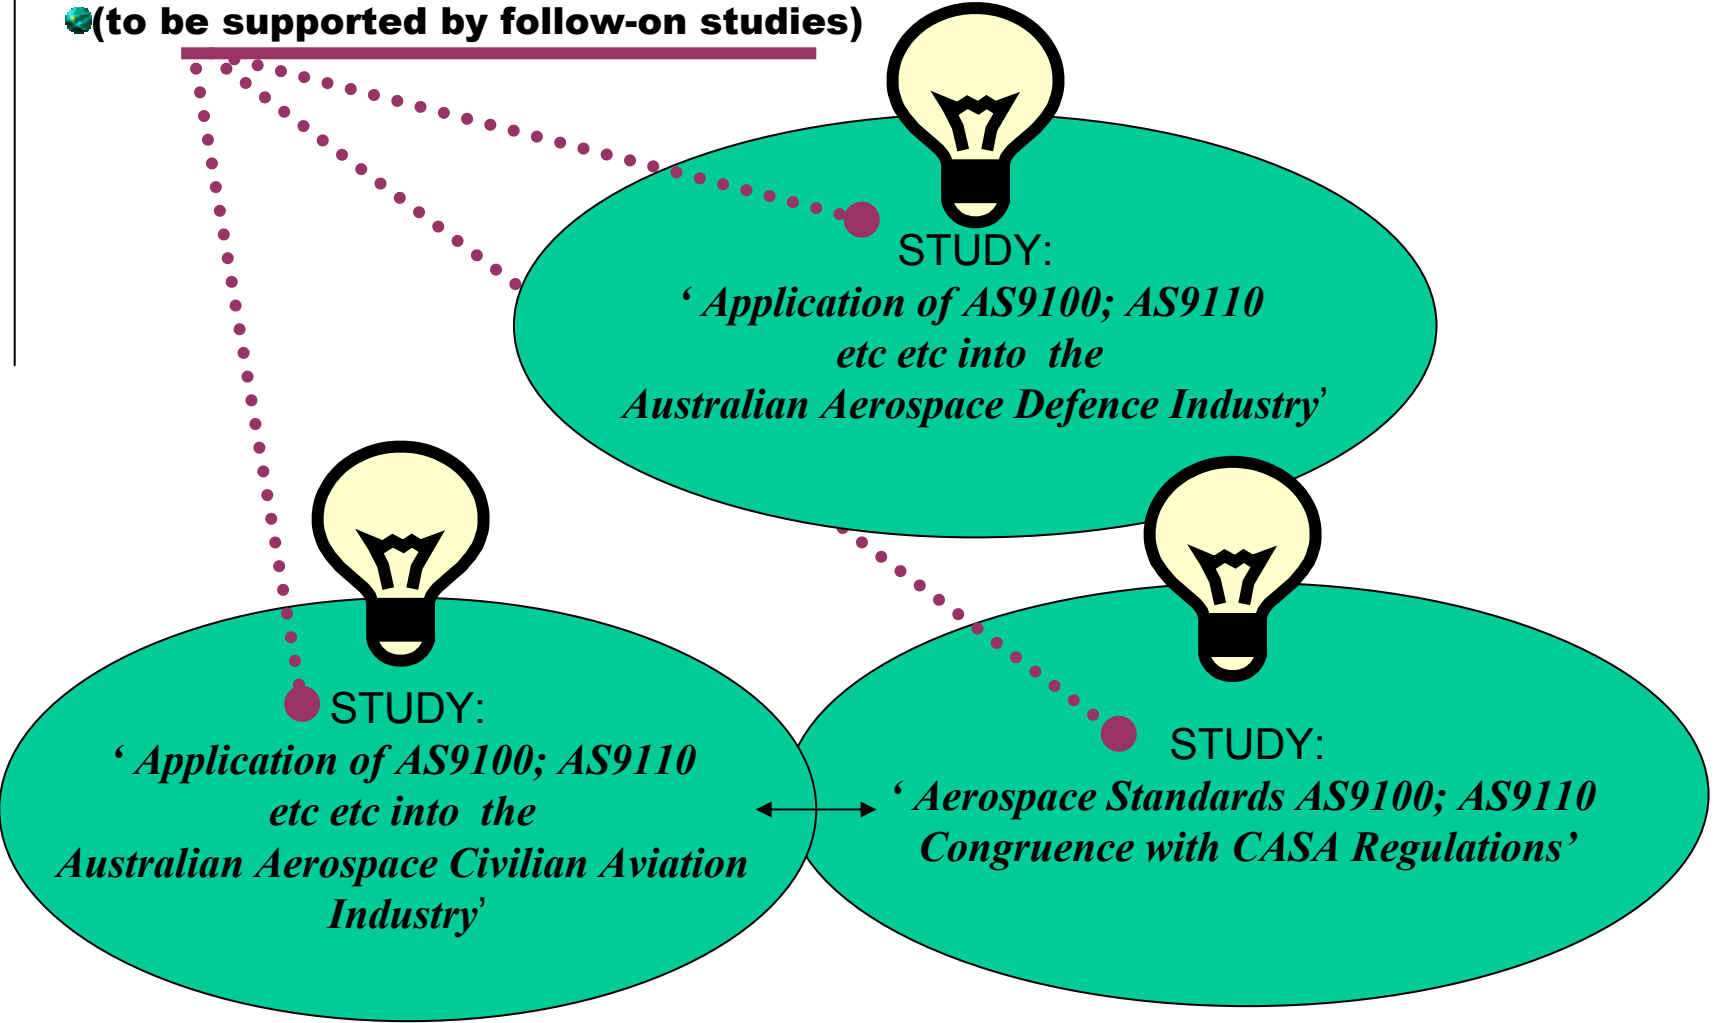 (to be supported by follow-on studies)
STUDY:
‘ Application of AS9100; AS9110
etc etc into the
Australian Aerospace Defence Industry’
STUDY:
‘ Application of AS9100; AS9110
etc etc into the
Australian Aerospace Civilian Aviation
Industry’
STUDY:
‘ Aerospace Standards AS9100; AS9110
Congruence with CASA Regulations’